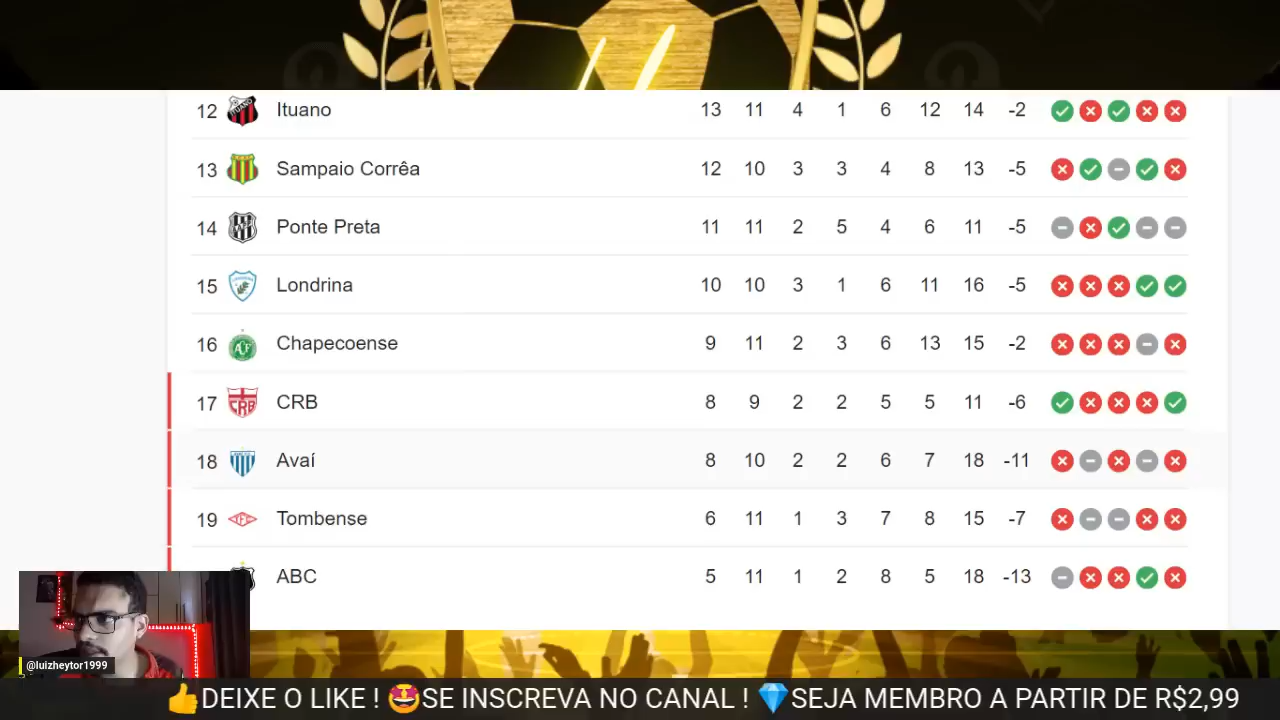 12 Ituano 13 11 4 1 6 12 14 -2
13 Sampaio Corrêa 12 10 3 3 4 8 13 -5
14 Ponte Preta 11 11 2 5 4 6 11 -5
15 Londrina 10 10 3 1 6 11 16 -5
16 Chapecoense 9 11 2 3 6 13 15 -2
17 CRB 8 9 2 2 5 5 11 -6
18 Avaí 8 10 2 2 6 7 18 -11
19 Tombense 6 11 1 3 7 8 15 -7
ABC 5 11 1 2 8 5 18 -13
@luizheytor1999
👍DEIXE O LIKE ! 🤩SE INSCREVA NO CANAL ! 💎SEJA MEMBRO A PARTIR DE R$2,99